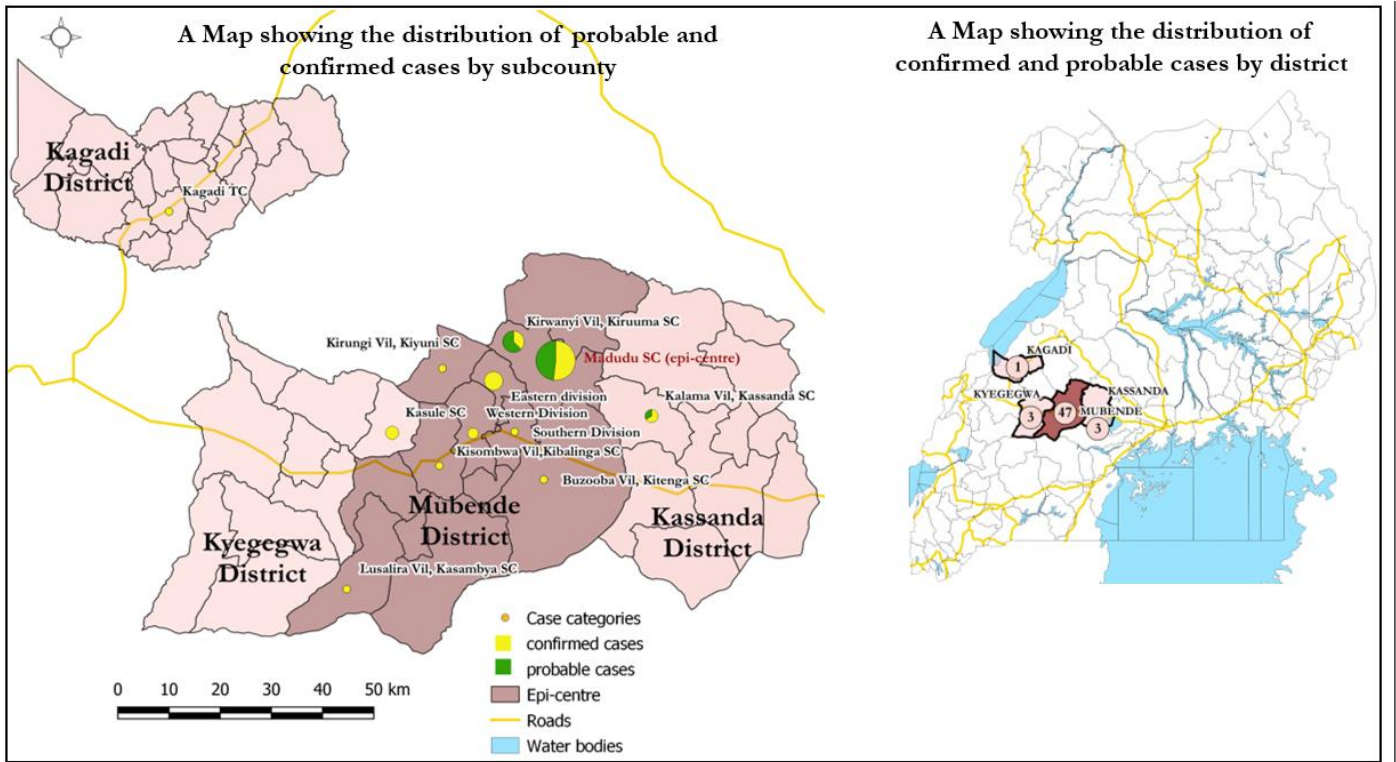 A Map showing the distribution of probable and
confirmed cases by subcounty
Kagadi
District
Kagadi TC
Kirwanyi Vil, Kiruuma SC
Kirungi Vil, Kiyuni SC
Madudu SC (epi-centre)
Eastern division
Kalama Vil, Kassanda SC
Kasule SC
Western Division
Southern Division
Kisombwa Vil,Kibalinga SC
Buzooba Vil, Kitenga SC
Mubende
District
Kassanda
District
Kyegegwa
District
Lusalira Vil, Kasambya SC
Case categories
confirmed cases
probable cases
Epi-centre
Roads
Water bodies
0 10 20 30 40 50 km
A Map showing the distribution of
confirmed and probable cases by district
KAGADI
1
KYEGEGWA
KASSANDA
3
47
MUBENDE
3